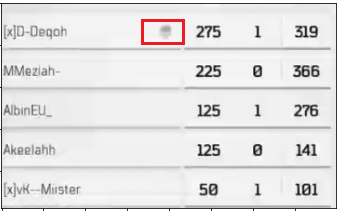 [x]D-Deqoh 275 1 319
MMeziah- 225 0 366
AlbinEU_ 125 1 276
Akeelahh 125 0 141
[x]vK--Miister 50 1 101